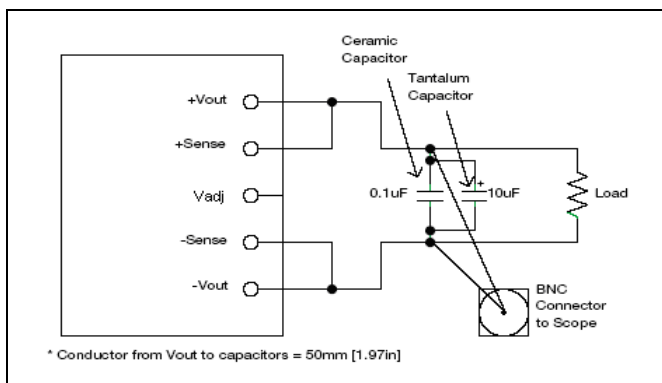 Ceramic
Capacitor
Tantalum
Capacitor
+Vout
+Sense
Vadj
-Sense
-Vout
0.1uF
+
10uF
Load
BNC
Connector
to Scope
* Conductor from Vout to capacitors = 50mm [1.97in]